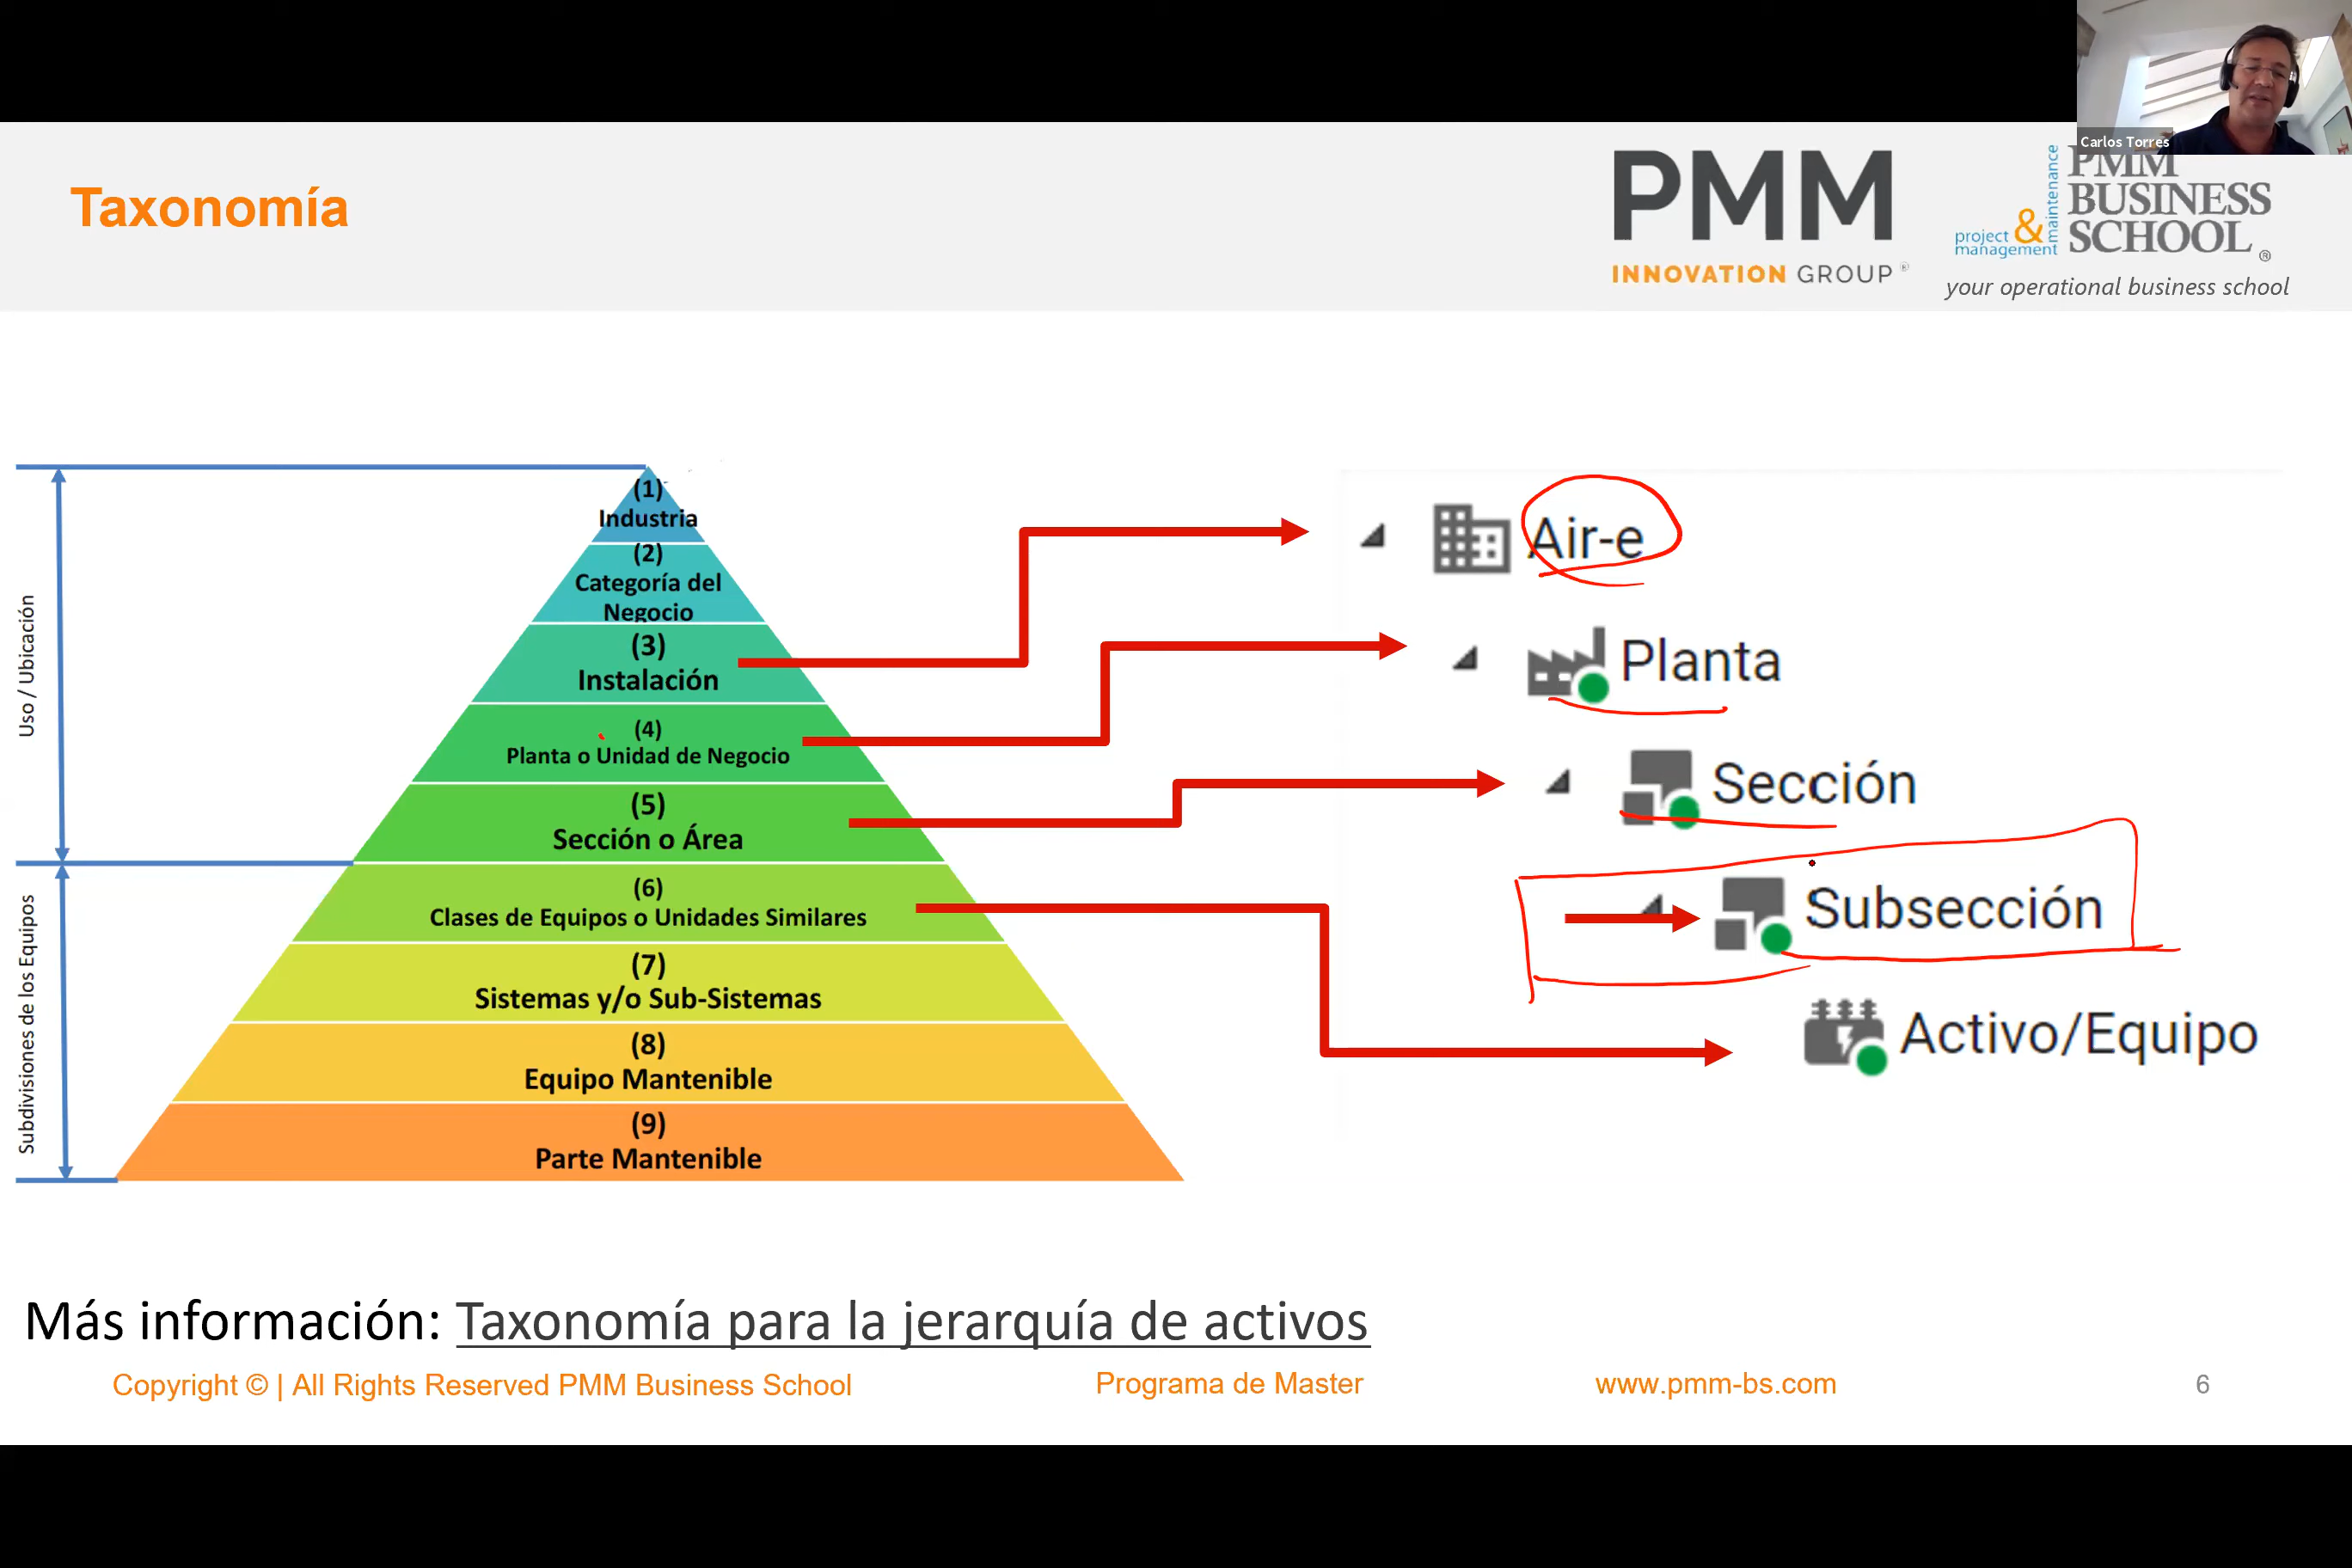 Carlos Torres
Taxonomía
PMM
INNOVATION GROUP ®
project & management
maintenance
PMM
BUSINESS
SCHOOL ®
your operational business school
Uso / Ubicación
Subdivisiones de los Equipos
(1)
Industria
(2)
Categoría del
Negocio
(3)
Instalación
(4)
Planta o Unidad de Negocio
(5)
Sección o Área
(6)
Clases de Equipos o Unidades Similares
(7)
Sistemas y/o Sub-Sistemas
(8)
Equipo Mantenible
(9)
Parte Mantenible
Air-e
Planta
Sección
Subsección
Activo/Equipo
Más información: Taxonomía para la jerarquía de activos
Copyright © | All Rights Reserved PMM Business School
Programa de Master
www.pmm-bs.com
6